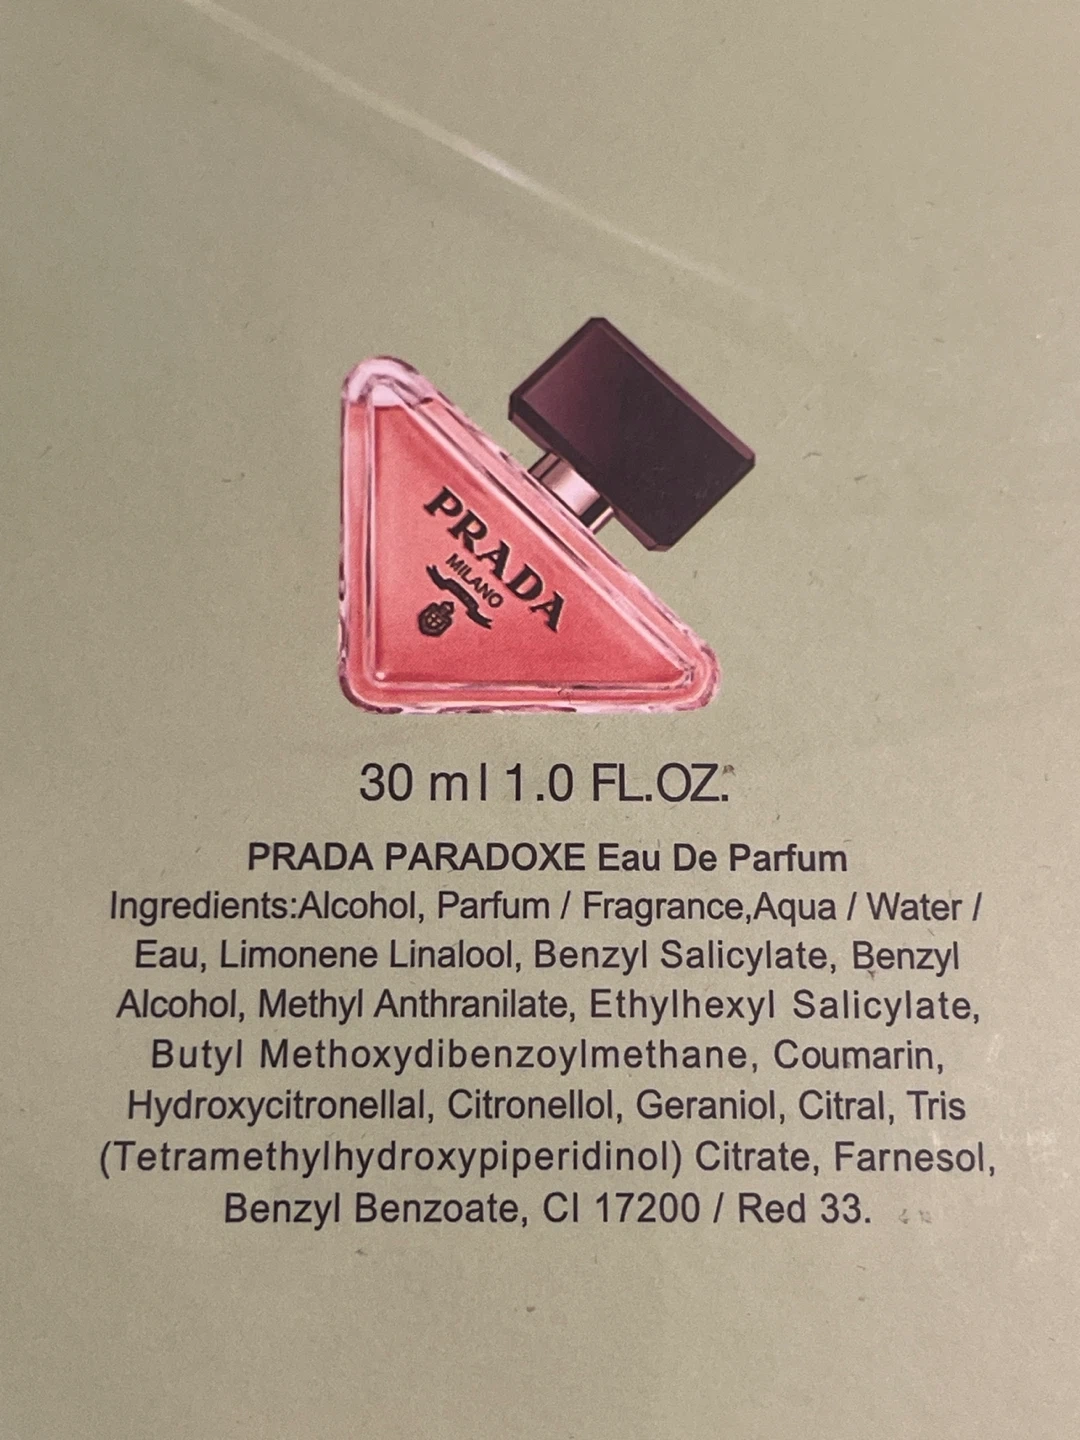 PRADA
MILANO
30 ml 1.0 FL.OZ.
PRADA PARADOXE Eau De Parfum
Ingredients:Alcohol, Parfum / Fragrance,Aqua / Water /
Eau, Limonene Linalool, Benzyl Salicylate, Benzyl
Alcohol, Methyl Anthranilate, Ethylhexyl Salicylate,
Butyl Methoxydibenzoylmethane, Coumarin,
Hydroxycitronellal, Citronellol, Geraniol, Citral, Tris
(Tetramethylhydroxypiperidinol) Citrate, Farnesol,
Benzyl Benzoate, CI 17200 / Red 33.